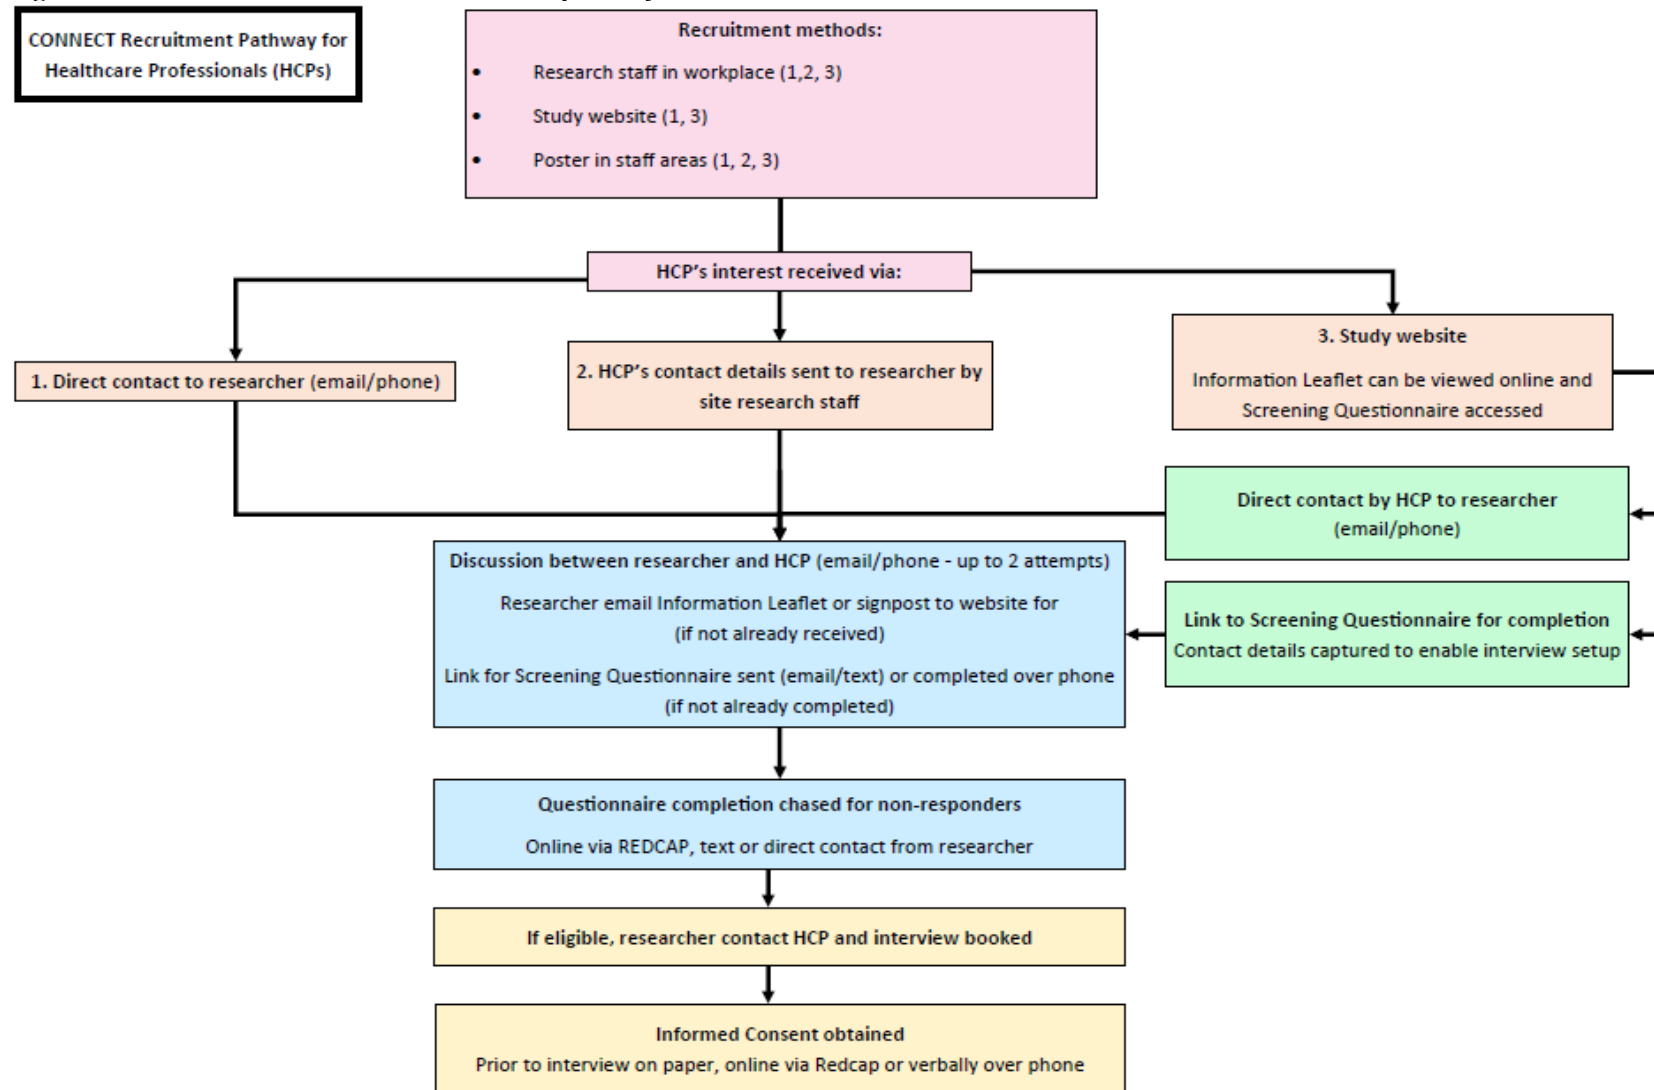 CONNECT Recruitment Pathway for
Healthcare Professionals (HCPs)
Recruitment methods:
• Research staff in workplace (1,2, 3)
• Study website (1, 3)
• Poster in staff areas (1, 2, 3)
HCP's interest received via:
1. Direct contact to researcher (email/phone)
2. HCP's contact details sent to researcher by
site research staff
3. Study website
Information Leaflet can be viewed online and
Screening Questionnaire accessed
Direct contact by HCP to researcher
(email/phone)
Link to Screening Questionnaire for completion
Contact details captured to enable interview setup
Discussion between researcher and HCP (email/phone - up to 2 attempts)
Researcher email Information Leaflet or signpost to website for
(if not already received)
Link for Screening Questionnaire sent (email/text) or completed over phone
(if not already completed)
Questionnaire completion chased for non-responders
Online via REDCAP, text or direct contact from researcher
If eligible, researcher contact HCP and interview booked
Informed Consent obtained
Prior to interview on paper, online via Redcap or verbally over phone